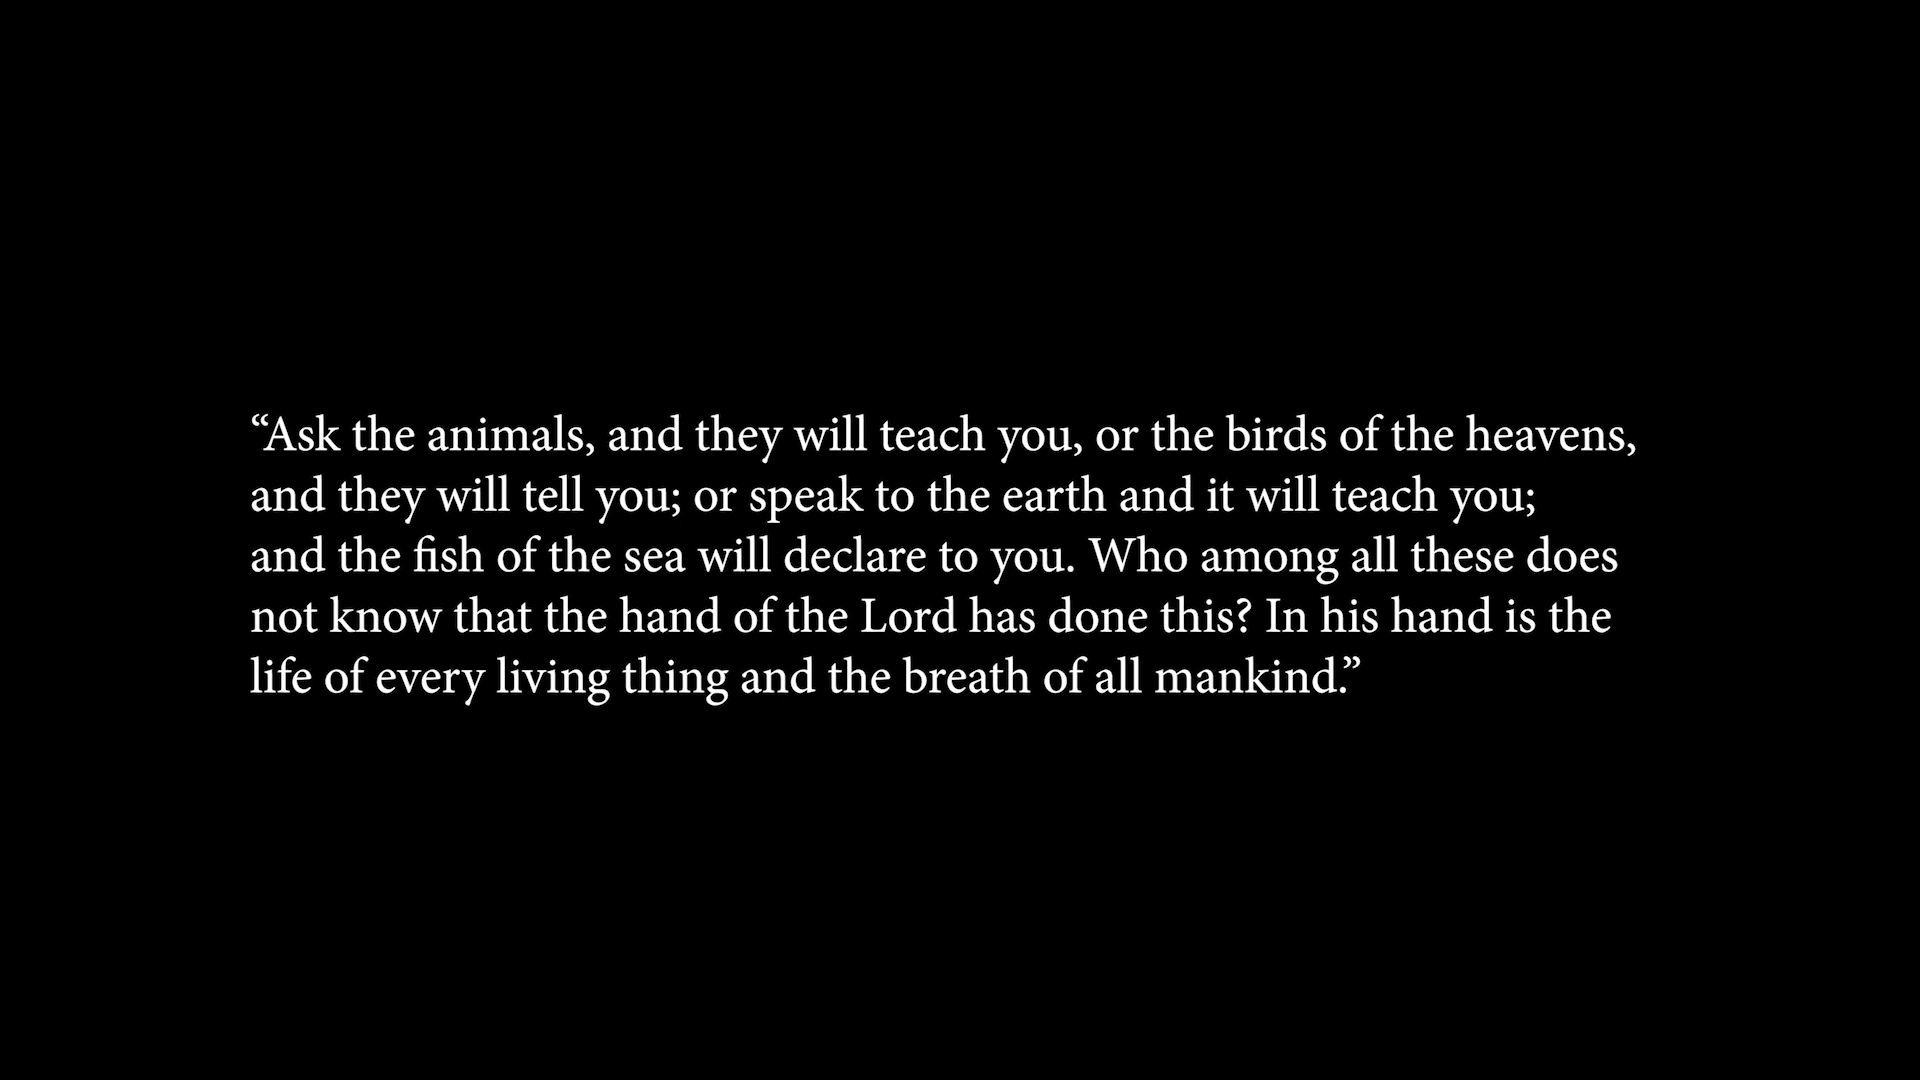 “Ask the animals, and they will teach you, or the birds of the heavens,
and they will tell you; or speak to the earth and it will teach you;
and the fish of the sea will declare to you. Who among all these does
not know that the hand of the Lord has done this? In his hand is the
life of every living thing and the breath of all mankind.”